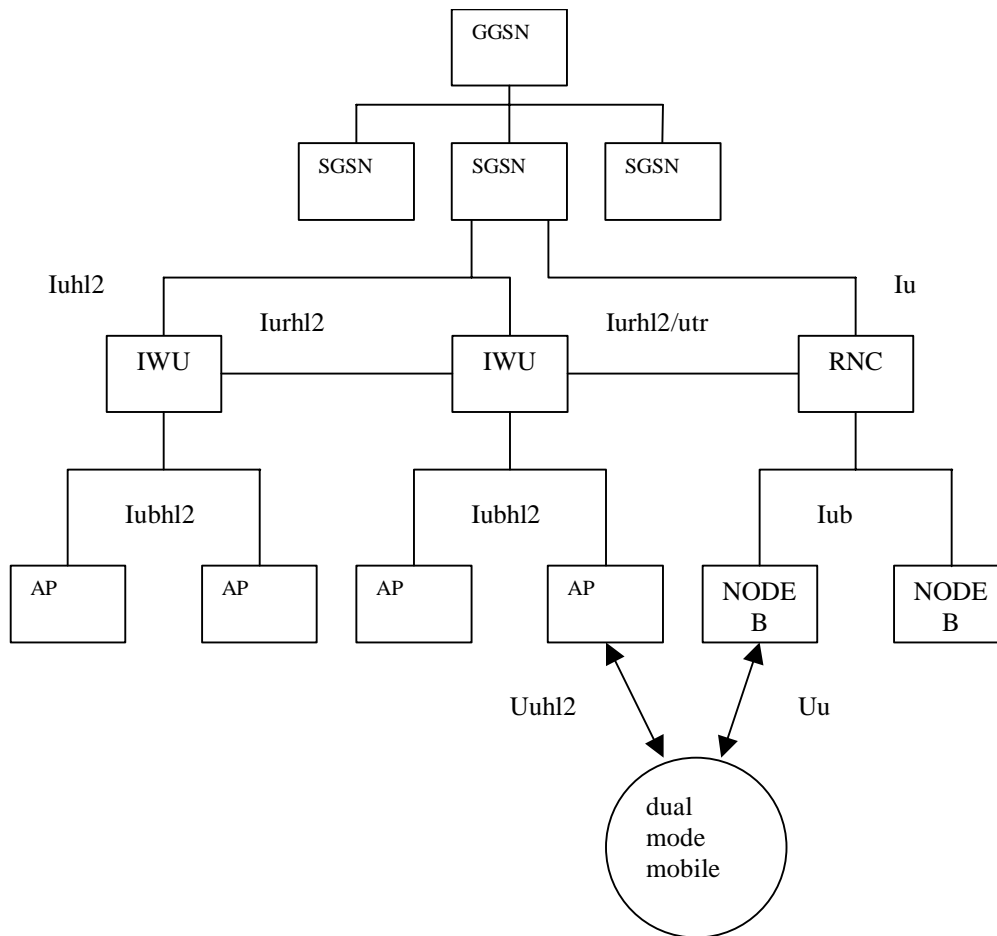 GGSN
SGSN
SGSN
SGSN
Iuhl2
Iu
Iurhl2
Iurhl2/utr
IWU
IWU
RNC
Iubhl2
Iubhl2
Iub
AP
AP
AP
AP
NODE
B
NODE
B
Uuhl2
Uu
dual
mode
mobile